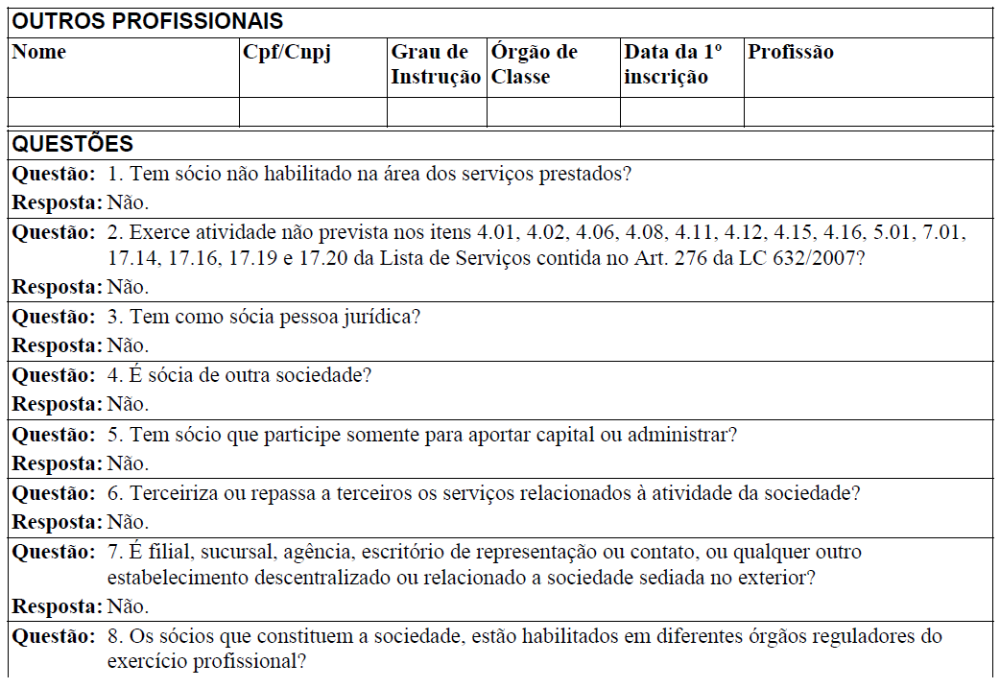 OUTROS PROFISSIONAIS
Nome Cpf/Cnpj Grau de Instrução Órgão de Classe Data da 1º inscrição Profissão
QUESTÕES
Questão: 1. Tem sócio não habilitado na área dos serviços prestados?
Resposta: Não.
Questão: 2. Exerce atividade não prevista nos itens 4.01, 4.02, 4.06, 4.08, 4.11, 4.12, 4.15, 4.16, 5.01, 7.01,
17.14, 17.16, 17.19 e 17.20 da Lista de Serviços contida no Art. 276 da LC 632/2007?
Resposta: Não.
Questão: 3. Tem como sócia pessoa jurídica?
Resposta: Não.
Questão: 4. É sócia de outra sociedade?
Resposta: Não.
Questão: 5. Tem sócio que participe somente para aportar capital ou administrar?
Resposta: Não.
Questão: 6. Terceiriza ou repassa a terceiros os serviços relacionados à atividade da sociedade?
Resposta: Não.
Questão: 7. É filial, sucursal, agência, escritório de representação ou contato, ou qualquer outro
estabelecimento descentralizado ou relacionado a sociedade sediada no exterior?
Resposta: Não.
Questão: 8. Os sócios que constituem a sociedade, estão habilitados em diferentes órgãos reguladores do
exercício profissional?